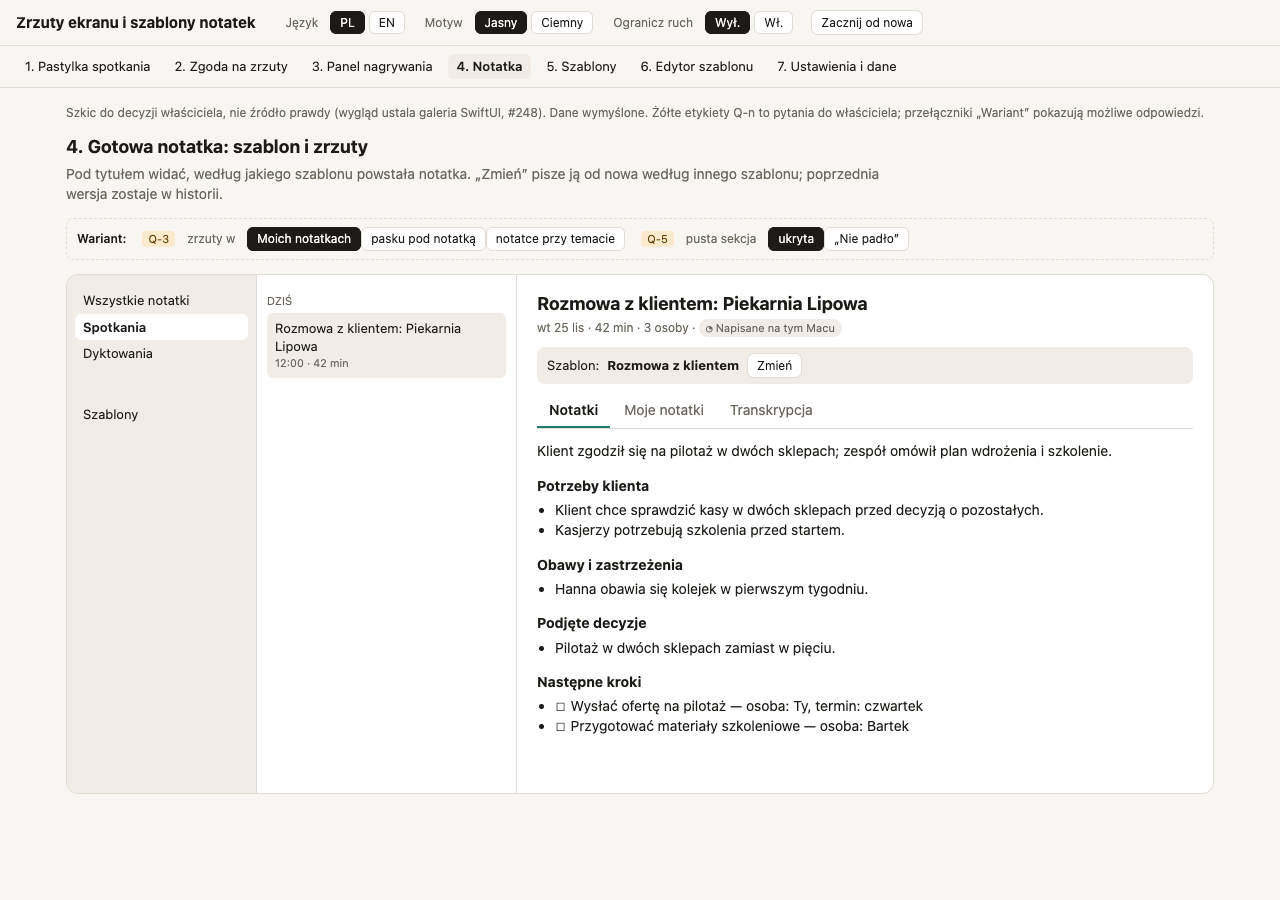 Zrzuty ekranu i szablony notatek Język PL EN Motyw Jasny Ciemny Ogranicz ruch Wył. Wł. Zacznij od nowa
1. Pastylka spotkania 2. Zgoda na zrzuty 3. Panel nagrywania 4. Notatka 5. Szablony 6. Edytor szablonu 7. Ustawienia i dane
Szkic do decyzji właściciela, nie źródło prawdy (wygląd ustala galeria SwiftUI, #248). Dane wymyślone. Żółte etykiety Q-n to pytania do właściciela; przełączniki „Wariant” pokazują możliwe odpowiedzi.
4. Gotowa notatka: szablon i zrzuty
Pod tytułem widać, według jakiego szablonu powstała notatka. „Zmień” pisze ją od nowa według innego szablonu; poprzednia
wersja zostaje w historii.
Wariant: Q-3 zrzuty w Moich notatkach pasku pod notatką notatce przy temacie Q-5 pusta sekcja ukryta „Nie padło”
Wszystkie notatki
Spotkania
Dyktowania
Szablony
DZIŚ
Rozmowa z klientem: Piekarnia
Lipowa
12:00 · 42 min
Rozmowa z klientem: Piekarnia Lipowa
wt 25 lis · 42 min · 3 osoby · Napisane na tym Macu
Szablon: Rozmowa z klientem Zmień
Notatki Moje notatki Transkrypcja
Klient zgodził się na pilotaż w dwóch sklepach; zespół omówił plan wdrożenia i szkolenie.
Potrzeby klienta
• Klient chce sprawdzić kasy w dwóch sklepach przed decyzją o pozostałych.
• Kasjerzy potrzebują szkolenia przed startem.
Obawy i zastrzeżenia
• Hanna obawia się kolejek w pierwszym tygodniu.
Podjęte decyzje
• Pilotaż w dwóch sklepach zamiast w pięciu.
Następne kroki
• ☐ Wysłać ofertę na pilotaż — osoba: Ty, termin: czwartek
• ☐ Przygotować materiały szkoleniowe — osoba: Bartek